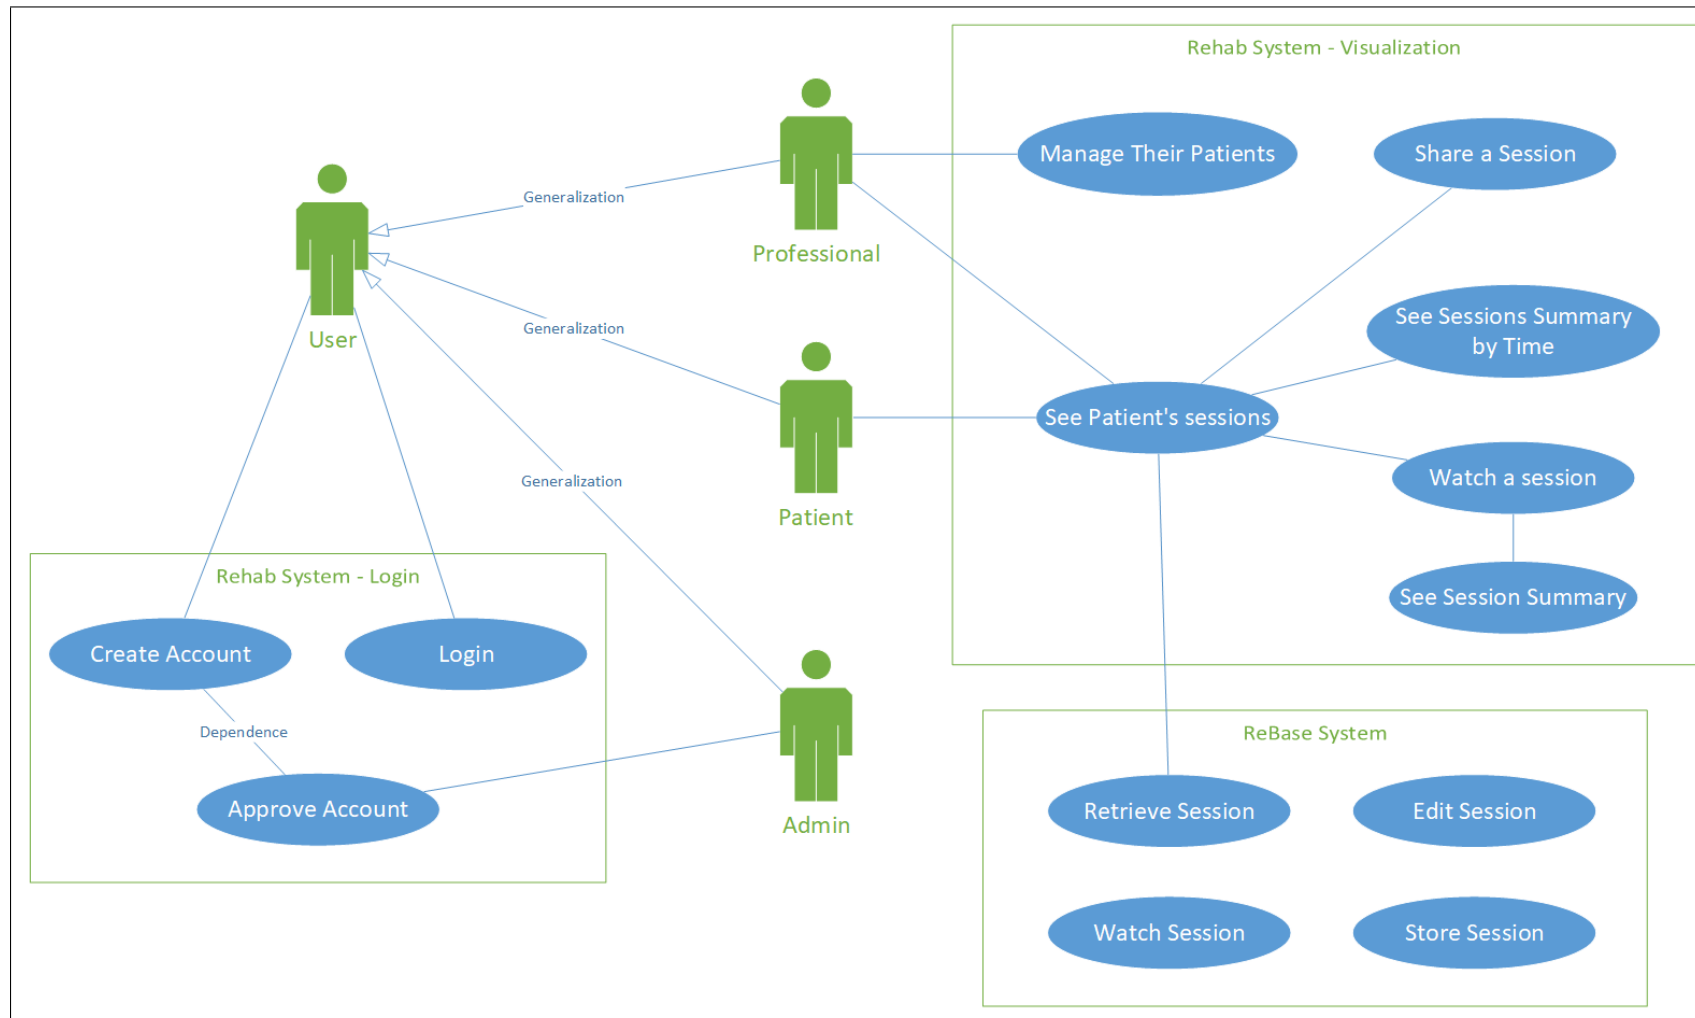 Rehab System - Visualization
Manage Their Patients
Share a Session
Generalization
Professional
See Sessions Summary
by Time
Generalization
User
See Patient's sessions
Watch a session
Generalization
Patient
See Session Summary
Rehab System - Login
Create Account
Login
Dependence
Approve Account
Admin
ReBase System
Retrieve Session
Edit Session
Watch Session
Store Session